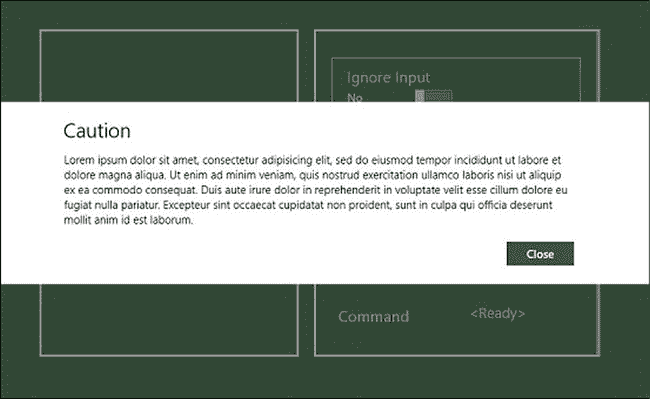 Ignore Input
No
Caution
Lorem ipsum dolor sit amet, consectetur adipisicing elit, sed do eiusmod tempor incididunt ut labore et
dolore magna aliqua. Ut enim ad minim veniam, quis nostrud exercitation ullamco laboris nisi ut aliquip
ex ea commodo consequat. Duis aute irure dolor in reprehenderit in voluptate velit esse cillum dolore eu
fugiat nulla pariatur. Excepteur sint occaecat cupidatat non proident, sunt in culpa qui officia deserunt
mollit anim id est laborum.
Close
Command <Ready>